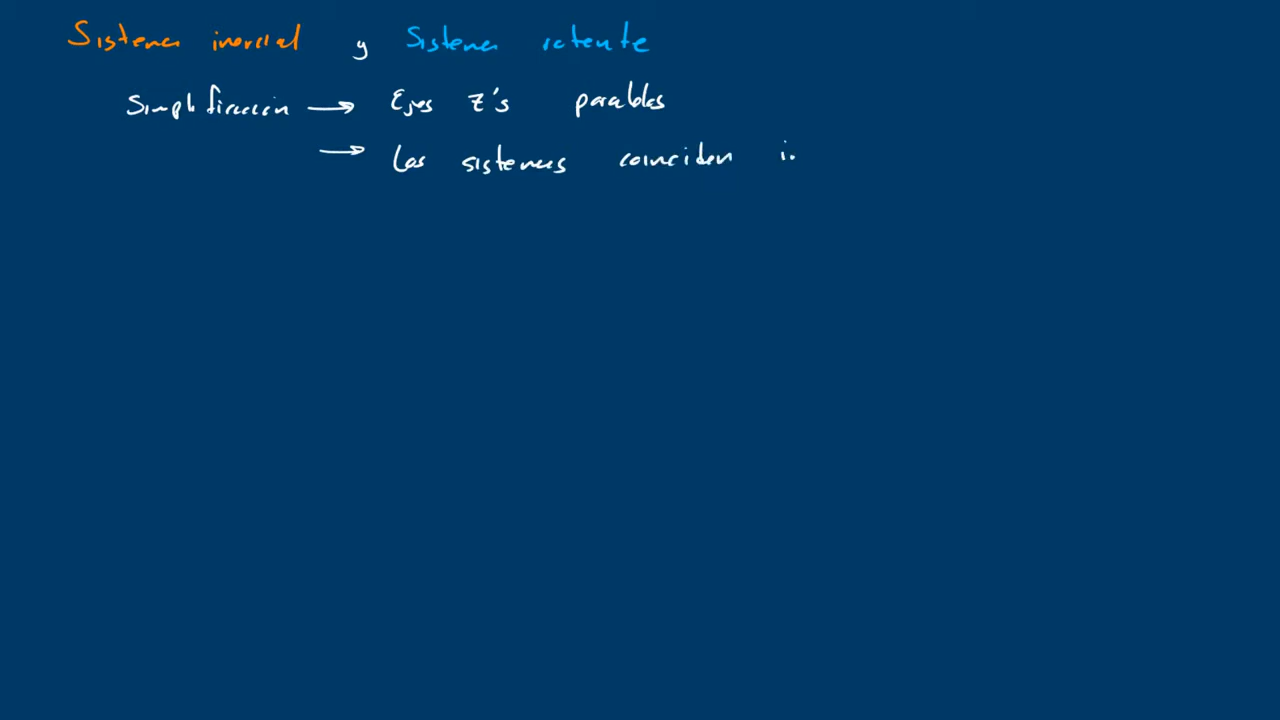 Sistema inercial y Sistema rotante
Simplificación → Ejes z's paralelos
→ Los sistemas coinciden i